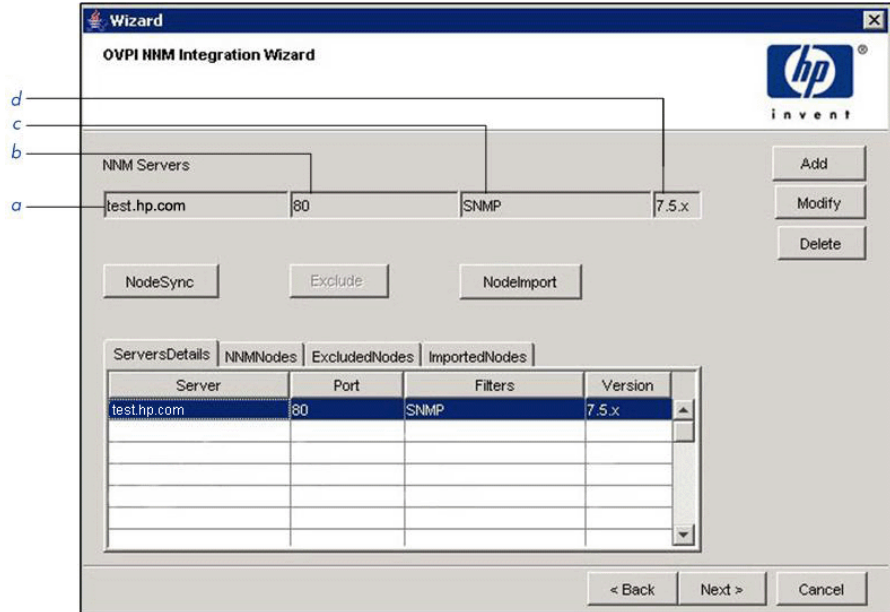 Wizard
OVPI NNM Integration Wizard
hp
®
invent
d
c
b
a
NNM Servers
Add
test.hp.com 80 SNMP 7.5.x
Modify
Delete
NodeSync Exclude NodeImport
ServersDetails NNMNodes ExcludedNodes ImportedNodes
Server Port Filters Version
test.hp.com 80 SNMP 7.5.x
< Back Next > Cancel